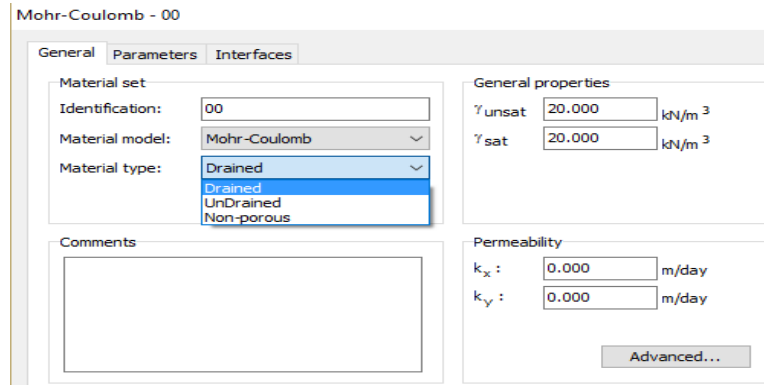 Mohr-Coulomb - 00
General Parameters Interfaces
Material set
Identification: 00
Material model: Mohr-Coulomb
Material type: Drained
Drained
UnDrained
Non-porous
General properties
γunsat 20.000 kN/m 3
γsat 20.000 kN/m 3
Comments
Permeability
kx : 0.000 m/day
ky : 0.000 m/day
Advanced...